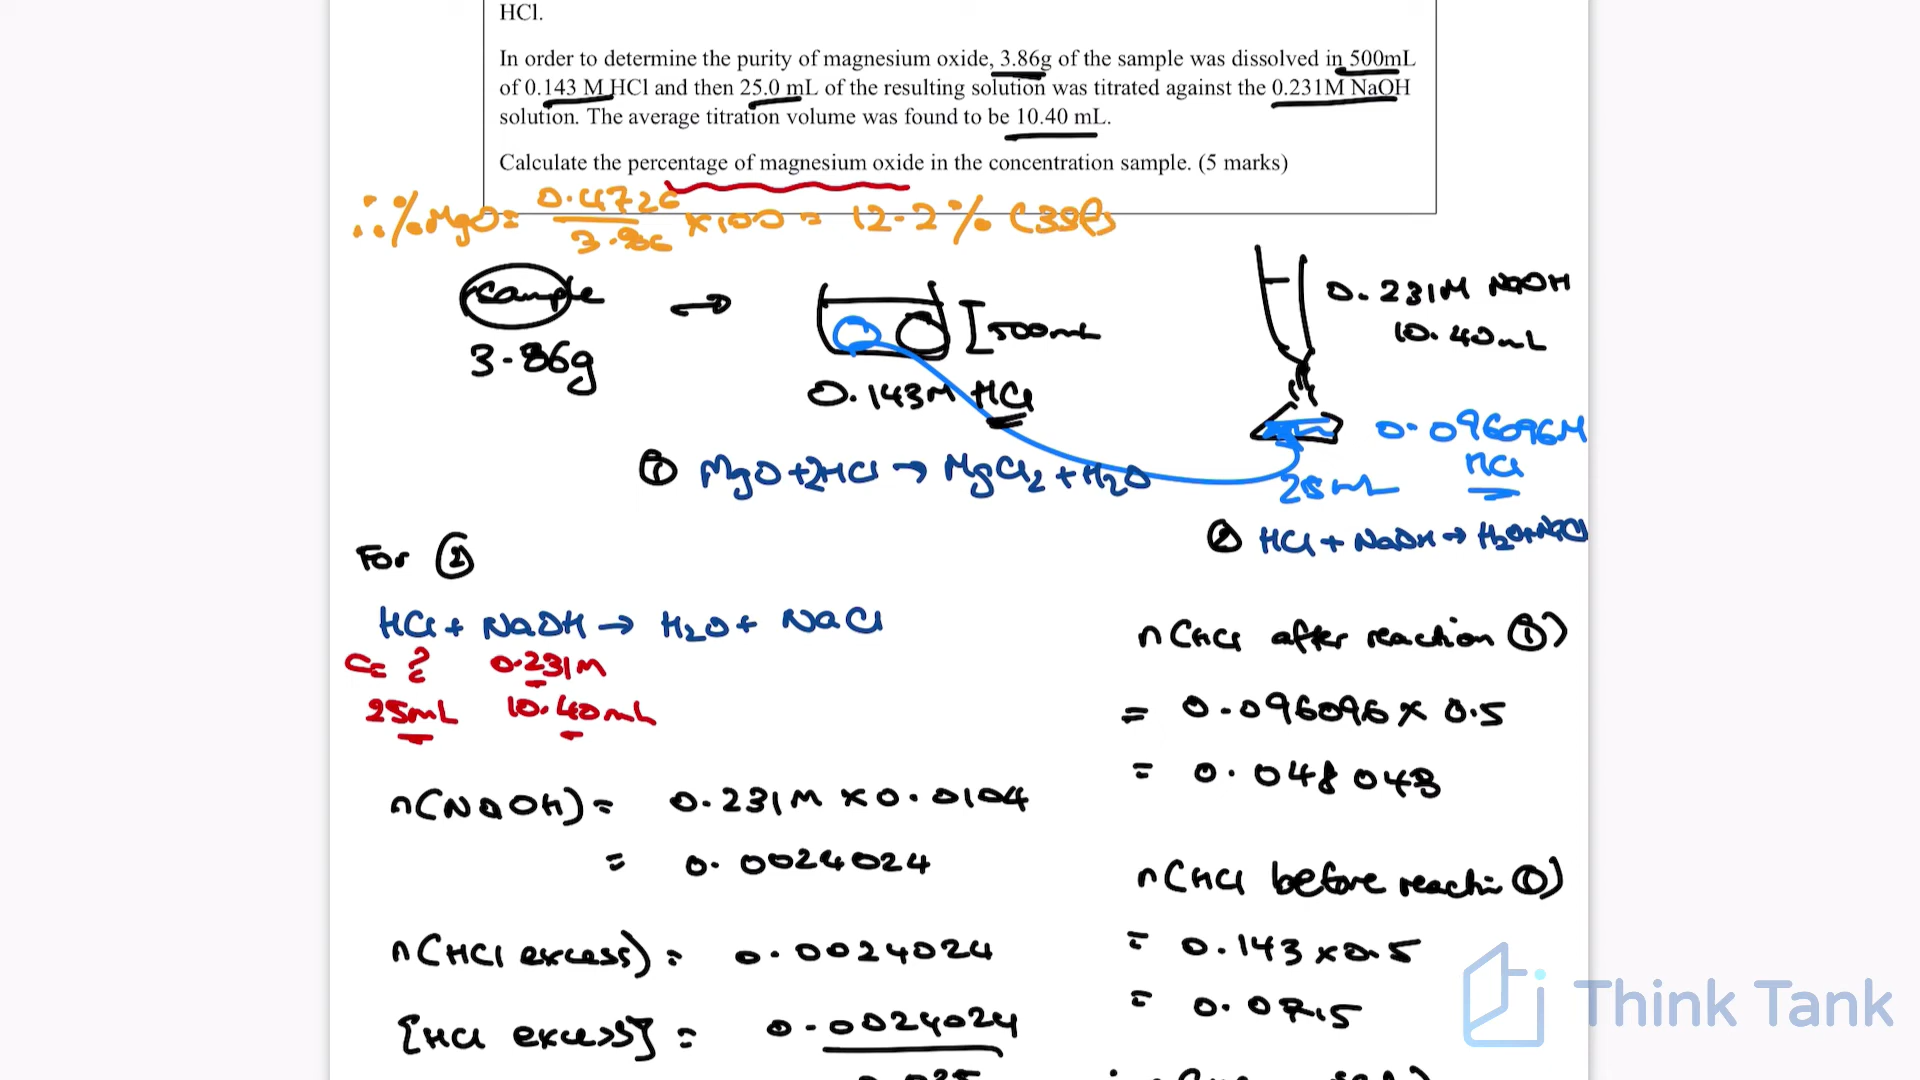 HCl.
In order to determine the purity of magnesium oxide, 3.86g of the sample was dissolved in 500mL
of 0.143 M HCl and then 25.0 mL of the resulting solution was titrated against the 0.231M NaOH
solution. The average titration volume was found to be 10.40 mL.
Calculate the percentage of magnesium oxide in the concentration sample. (5 marks)
∴ % MgO = 0.4726 / 3.86 × 100 = 12.2% (3sf)
sample
3.86g
→
[500mL
0.143M HCl
0.231M NaOH
10.40mL
0.096096M
HCl
25mL
① MgO + 2HCl → MgCl2 + H2O
② HCl + NaOH → H2O + NaCl
For ②
HCl + NaOH → H2O + NaCl
C = ? 0.231M
25mL 10.40mL
n(NaOH) = 0.231M × 0.0104
= 0.0024024
n(HCl excess) = 0.0024024
[HCl excess] = 0.0024024
n(HCl after reaction ①)
= 0.096096 × 0.5
= 0.048048
n(HCl before reacti ①)
= 0.143 × 0.5
= 0.0715
Think Tank